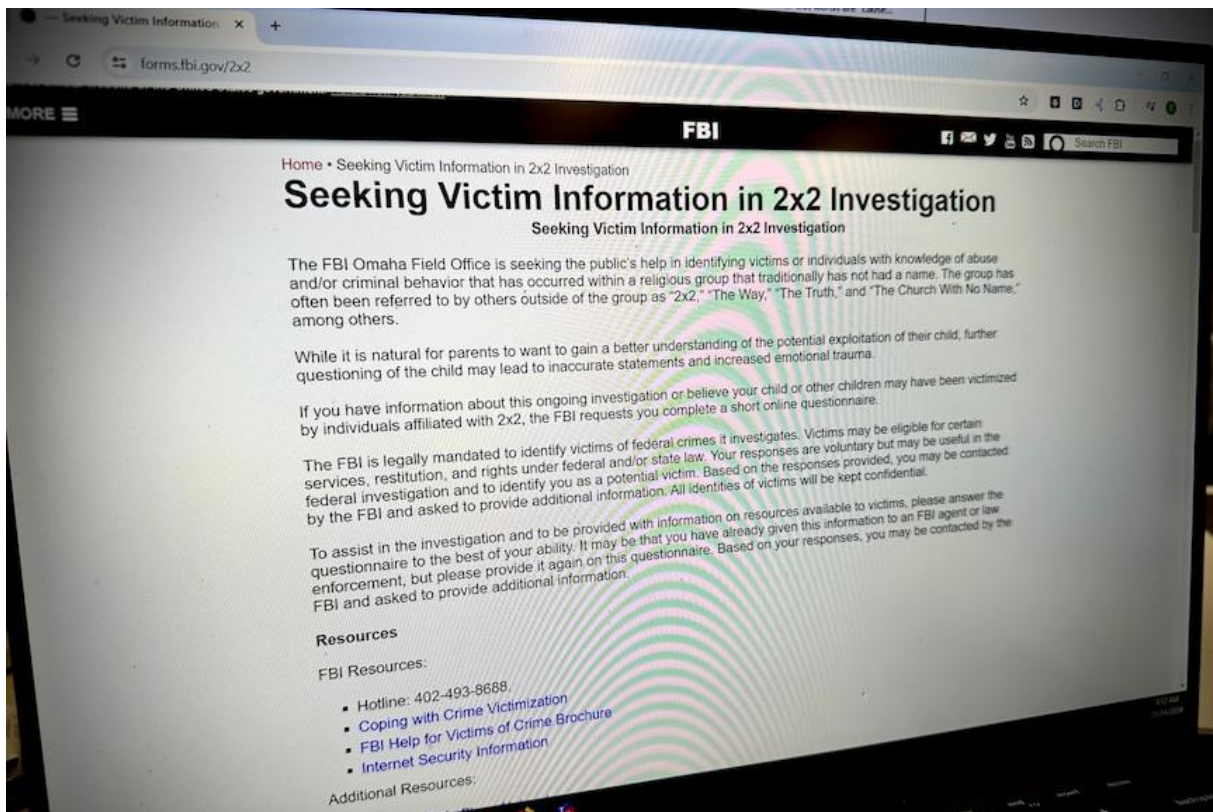 Seeking Victim Information
forms.fbi.gov/2x2
MORE
FBI
Search FBI
Home • Seeking Victim Information in 2x2 Investigation
Seeking Victim Information in 2x2 Investigation
Seeking Victim Information in 2x2 Investigation
The FBI Omaha Field Office is seeking the public's help in identifying victims or individuals with knowledge of abuse
and/or criminal behavior that has occurred within a religious group that traditionally has not had a name. The group has
often been referred to by others outside of the group as "2x2," "The Way," "The Truth," and "The Church With No Name,"
among others.
While it is natural for parents to want to gain a better understanding of the potential exploitation of their child, further
questioning of the child may lead to inaccurate statements and increased emotional trauma.
If you have information about this ongoing investigation or believe your child or other children may have been victimized
by individuals affiliated with 2x2, the FBI requests you complete a short online questionnaire.
The FBI is legally mandated to identify victims of federal crimes it investigates. Victims may be eligible for certain
services, restitution, and rights under federal and/or state law. Your responses are voluntary but may be useful in the
federal investigation and to identify you as a potential victim. Based on the responses provided, you may be contacted
by the FBI and asked to provide additional information. All identities of victims will be kept confidential.
To assist in the investigation and to be provided with information on resources available to victims, please answer the
questionnaire to the best of your ability. It may be that you have already given this information to an FBI agent or law
enforcement, but please provide it again on this questionnaire. Based on your responses, you may be contacted by the
FBI and asked to provide additional information.
Resources
FBI Resources:
▪ Hotline: 402-493-8688.
▪ Coping with Crime Victimization
▪ FBI Help for Victims of Crime Brochure
▪ Internet Security Information
Additional Resources: